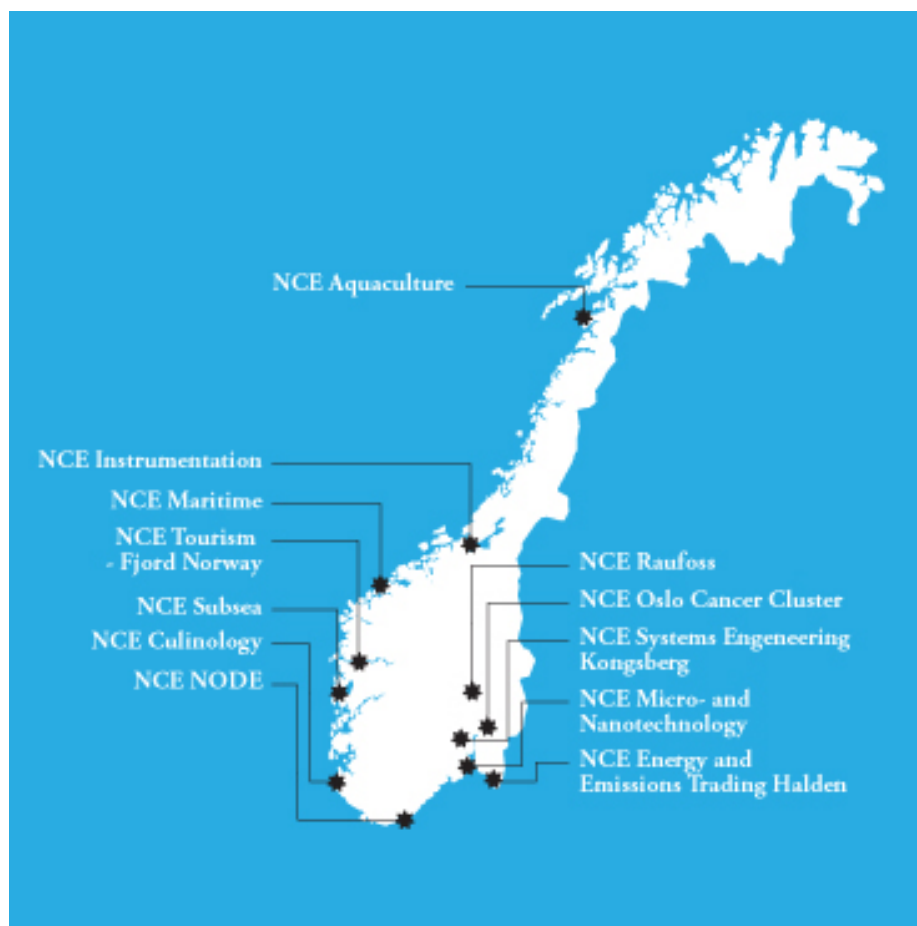 NCE Aquaculture
NCE Instrumentation
NCE Maritime
NCE Tourism
- Fjord Norway
NCE Subsea
NCE Culinology
NCE NODE
NCE Raufoss
NCE Oslo Cancer Cluster
NCE Systems Engeneering
Kongsberg
NCE Micro- and
Nanotechnology
NCE Energy and
Emissions Trading Halden